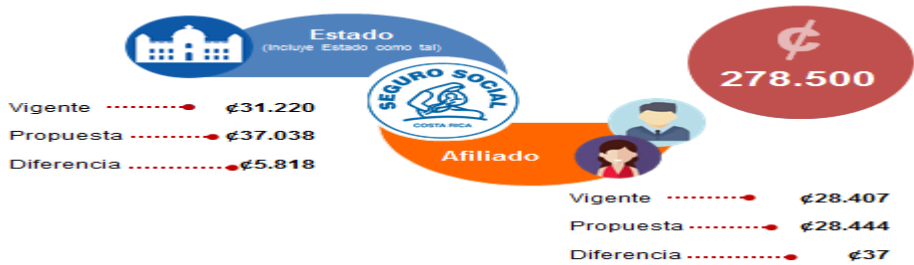 Estado
(Incluye Estado como tal)
₡
278.500
SEGURO SOCIAL
COSTA RICA
Vigente ₡31.220
Propuesta ₡37.038
Diferencia ₡5.818
Afiliado
Vigente ₡28.407
Propuesta ₡28.444
Diferencia ₡37